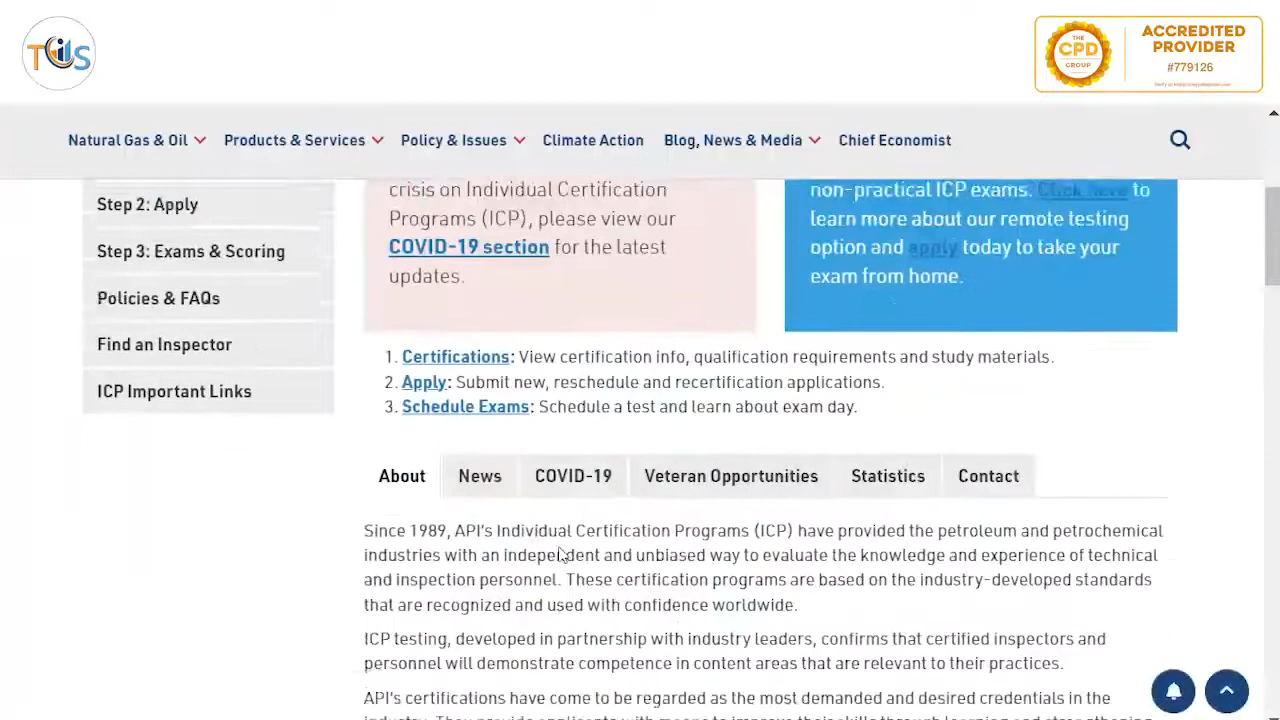 TCIS
THE
CPD
GROUP
ACCREDITED
PROVIDER
#779126
Natural Gas & Oil
Products & Services
Policy & Issues
Climate Action
Blog, News & Media
Chief Economist
Step 2: Apply
Step 3: Exams & Scoring
Policies & FAQs
Find an Inspector
ICP Important Links
crisis on Individual Certification
Programs (ICP), please view our
COVID-19 section for the latest
updates.
non-practical ICP exams. Click here to
learn more about our remote testing
option and apply today to take your
exam from home.
1. Certifications: View certification info, qualification requirements and study materials.
2. Apply: Submit new, reschedule and recertification applications.
3. Schedule Exams: Schedule a test and learn about exam day.
About
News
COVID-19
Veteran Opportunities
Statistics
Contact
Since 1989, API's Individual Certification Programs (ICP) have provided the petroleum and petrochemical
industries with an independent and unbiased way to evaluate the knowledge and experience of technical
and inspection personnel. These certification programs are based on the industry-developed standards
that are recognized and used with confidence worldwide.
ICP testing, developed in partnership with industry leaders, confirms that certified inspectors and
personnel will demonstrate competence in content areas that are relevant to their practices.
API's certifications have come to be regarded as the most demanded and desired credentials in the